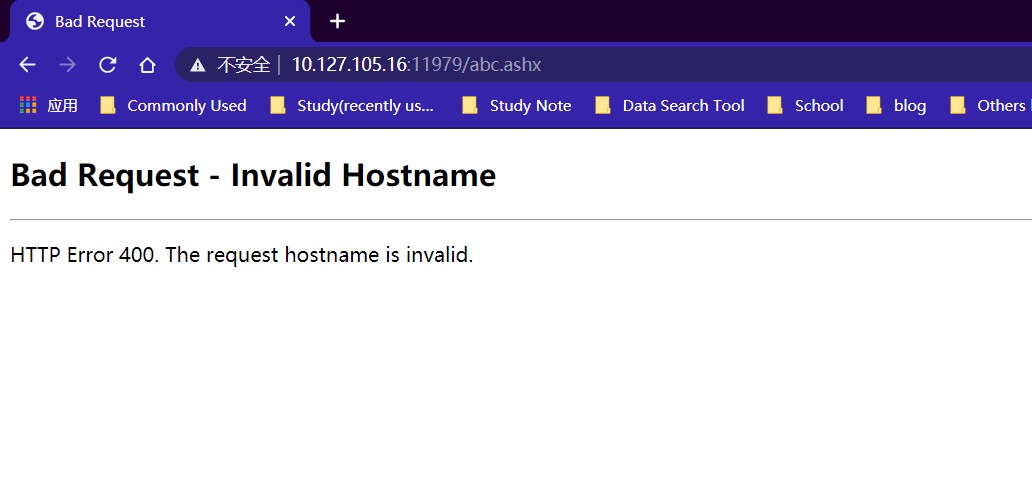 Bad Request
不安全 | 10.127.105.16:11979/abc.ashx
应用 Commonly Used Study(recently us... Study Note Data Search Tool School blog Others
Bad Request - Invalid Hostname
HTTP Error 400. The request hostname is invalid.